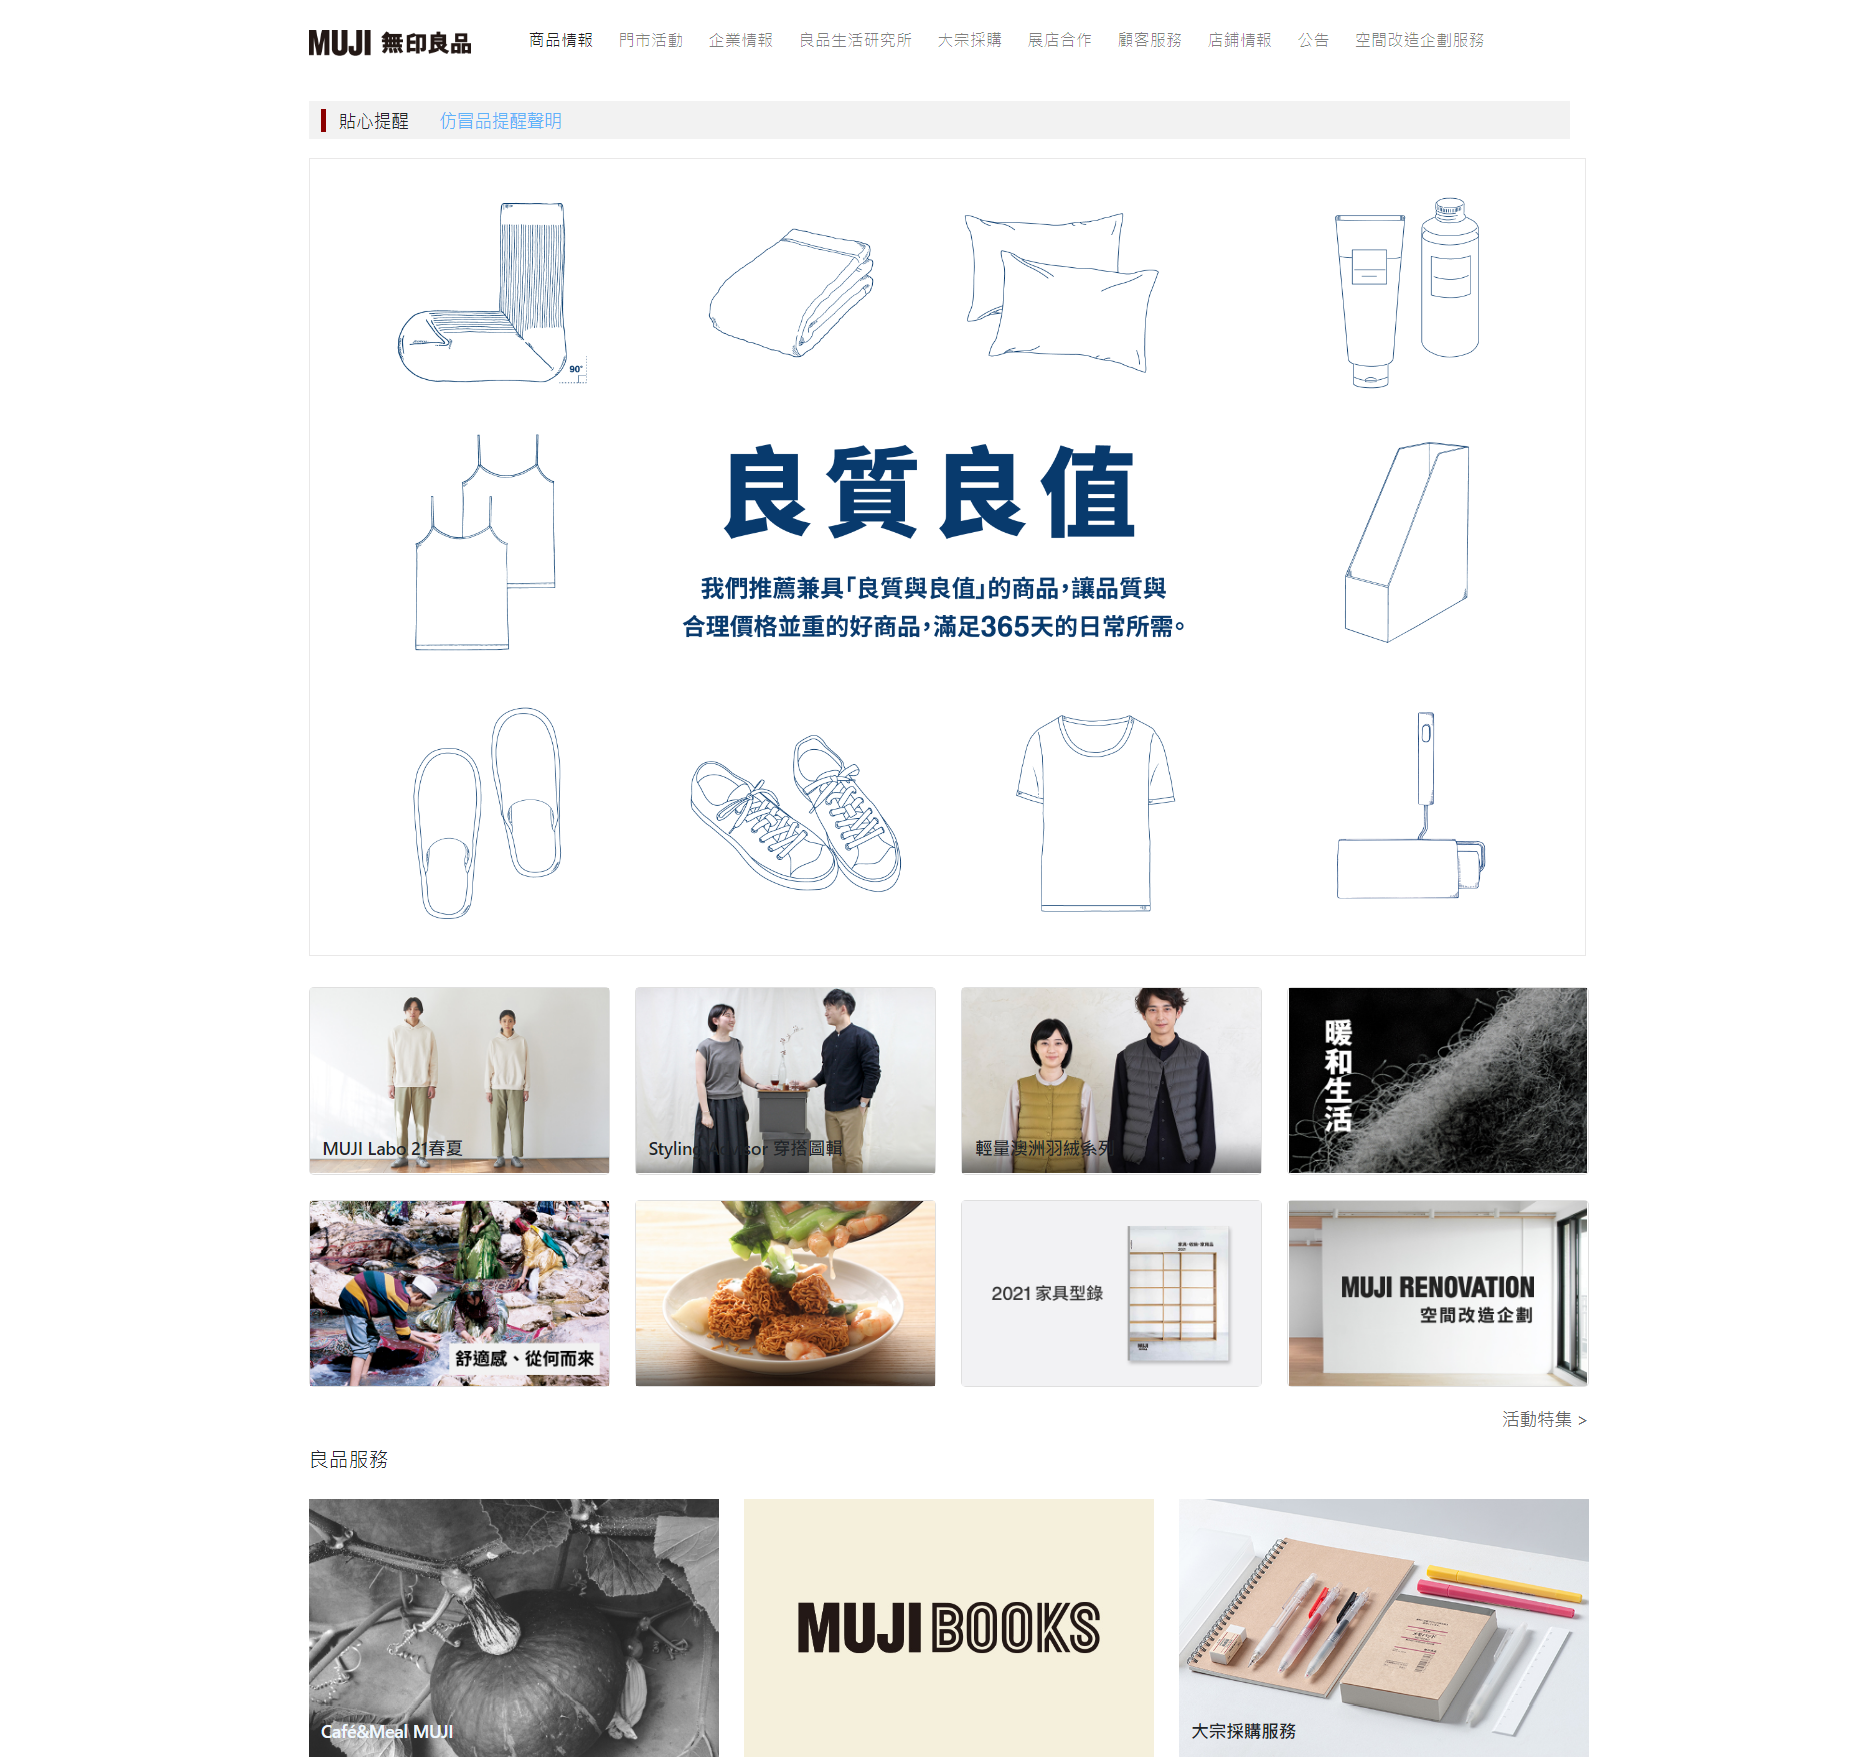 MUJI 無印良品
商品情報 門市活動 企業情報 良品生活研究所 大宗採購 展店合作 顧客服務 店鋪情報 公告 空間改造企劃服務
貼心提醒 仿冒品提醒聲明
90°
良質良值
我們推薦兼具「良質與良值」的商品，讓品質與
合理價格並重的好商品，滿足365天的日常所需。
MUJI Labo 21春夏
Styling Advisor 穿搭圖輯
輕量澳洲羽絨系列
暖和生活
舒適感、從何而來
2021 家具型錄
MUJI RENOVATION
空間改造企劃
活動特集 >
良品服務
Café&Meal MUJI
MUJI BOOKS
大宗採購服務